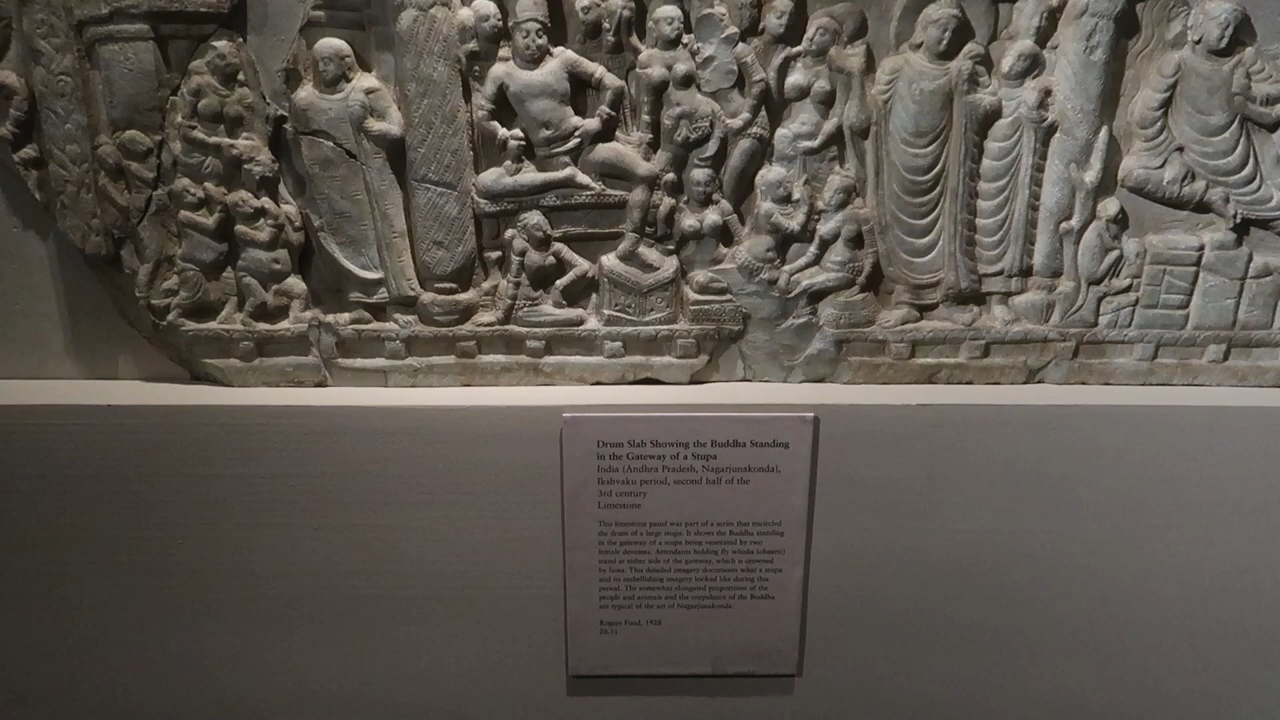 Drum Slab Showing the Buddha Standing
in the Gateway of a Stupa
India (Andhra Pradesh, Nagarjunakonda),
Ikshvaku period, second half of the
3rd century
Limestone
This limestone panel was part of a series that encircled
the drum of a large stupa. It shows the Buddha standing
in the gateway of a stupa being venerated by two
female devotees. Attendants holding fly whisks (chauris)
stand at either side of the gateway, which is crowned
by lions. This detailed imagery documents what a stupa
and its embellishing imagery looked like during this
period. The somewhat elongated proportions of the
people and animals and the corpulence of the Buddha
are typical of the art of Nagarjunakonda.
Rogers Fund, 1928